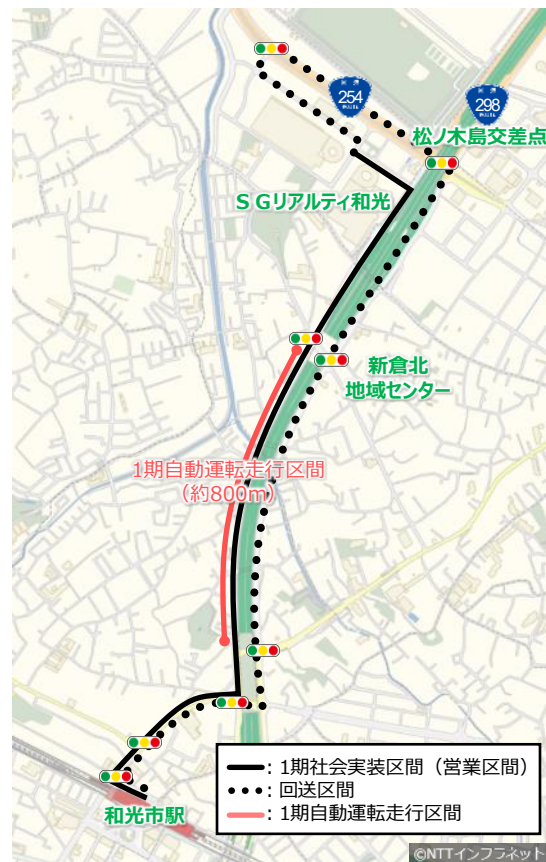 国道
254
国道
298
松ノ木島交差点
SGリアルティ和光
新倉北
地域センター
1期自動運転走行区間
(約800m)
和光市駅
: 1期社会実装区間（営業区間）
: 回送区間
: 1期自動運転走行区間
©NTTインフラネット